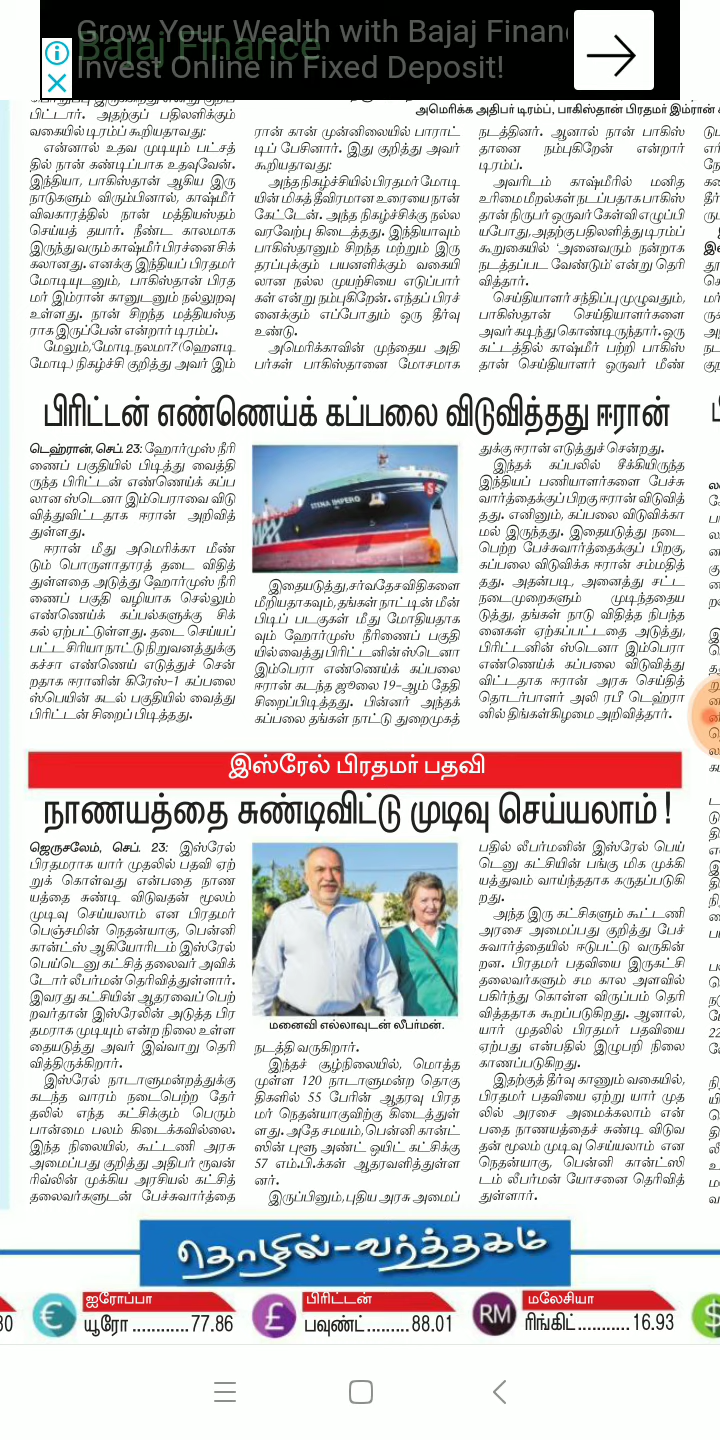 Grow Your Wealth with Bajaj Finan
Bajaj Finance
Invest Online in Fixed Deposit!
அமெரிக்க அதிபர் டிரம்ப், பாகிஸ்தான் பிரதமர் இம்ரான்
பிட்டார். அதற்குப் பதிலளிக்கும்
வகையில் டிரம்ப் கூறியதாவது:
என்னால் உதவ முடியும் பட்சத்
தில் நான் கண்டிப்பாக உதவுவேன்.
இந்தியா, பாகிஸ்தான் ஆகிய இரு
நாடுகளும் விரும்பினால், காஷ்மீர்
விவகாரத்தில் நான் மத்தியஸ்தம்
செய்யத் தயார். நீண்ட காலமாக
இருந்து வரும் காஷ்மீர் பிரச்னை சிக்
கலானது. எனக்கு இந்தியப் பிரதமர்
மோடியுடனும், பாகிஸ்தான் பிரத
மர் இம்ரான் கானுடனும் நல்லுறவு
உள்ளது. நான் சிறந்த மத்தியஸ்த
ராக இருப்பேன் என்றார் டிரம்ப்.
மேலும், 'மோடி நலமா?' (ஹௌடி
மோடி) நிகழ்ச்சி குறித்து அவர் இம்
ரான் கான் முன்னிலையில் பாராட்
டிப் பேசினார். இது குறித்து அவர்
கூறியதாவது:
அந்த நிகழ்ச்சியில் பிரதமர் மோடி
யின் மிகத் தீவிரமான உரையை நான்
கேட்டேன். அந்த நிகழ்ச்சிக்கு நல்ல
வரவேற்பு கிடைத்தது. இந்தியாவும்
பாகிஸ்தானும் சிறந்த மற்றும் இரு
தரப்புக்கும் பயனளிக்கும் வகையி
லான நல்ல முயற்சியை எடுப்பார்
கள் என்று நம்புகிறேன். எந்தப் பிரச்
னைக்கும் எப்போதும் ஒரு தீர்வு
உண்டு.
அமெரிக்காவின் முந்தைய அதி
பர்கள் பாகிஸ்தானை மோசமாக
நடத்தினர். ஆனால் நான் பாகிஸ்
தானை நம்புகிறேன் என்றார்
டிரம்ப்.
அவரிடம் காஷ்மீரில் மனித
உரிமை மீறல்கள் நடப்பதாக பாகிஸ்
தான் நிருபர் ஒருவர் கேள்வி எழுப்பி
யபோது, அதற்கு பதிலளித்து டிரம்ப்
கூறுகையில் 'அனைவரும் நன்றாக
நடத்தப்பட வேண்டும்' என்று தெரி
வித்தார்.
செய்தியாளர் சந்திப்பு முழுவதும்,
பாகிஸ்தான் செய்தியாளர்களை
அவர் கடிந்து கொண்டிருந்தார். ஒரு
கட்டத்தில் காஷ்மீர் பற்றி பாகிஸ்
தான் செய்தியாளர் ஒருவர் மீண்
பிரிட்டன் எண்ணெய்க் கப்பலை விடுவித்தது ஈரான்
டெஹ்ரான், செப். 23: ஹோர்முஸ் நீரி
ணைப் பகுதியில் பிடித்து வைத்தி
ருந்த பிரிட்டன் எண்ணெய்க் கப்ப
லான ஸ்டெனா இம்பெராவை விடு
வித்துவிட்டதாக ஈரான் அறிவித்
துள்ளது.
ஈரான் மீது அமெரிக்கா மீண்
டும் பொருளாதாரத் தடை விதித்
துள்ளதை அடுத்து ஹோர்முஸ் நீரி
ணைப் பகுதி வழியாக செல்லும்
எண்ணெய்க் கப்பல்களுக்கு சிக்
கல் ஏற்பட்டுள்ளது. தடை செய்யப்
பட்ட சிரியா நாட்டு நிறுவனத்துக்கு
கச்சா எண்ணெய் எடுத்துச் சென்
றதாக ஈரானின் கிரேஸ்-1 கப்பலை
ஸ்பெயின் கடல் பகுதியில் வைத்து
பிரிட்டன் சிறைப் பிடித்தது.
STENA IMPERO
இதையடுத்து, சர்வதேச விதிகளை
மீறியதாகவும், தங்கள் நாட்டின் மீன்
பிடிப் படகுகள் மீது மோதியதாக
வும் ஹோர்முஸ் நீரிணைப் பகுதி
யில் வைத்து பிரிட்டனின் ஸ்டெனா
இம்பெரா எண்ணெய்க் கப்பலை
ஈரான் கடந்த ஜூலை 19-ஆம் தேதி
சிறைப்பிடித்தது. பின்னர் அந்தக்
கப்பலை தங்கள் நாட்டு துறைமுகத்
துக்கு ஈரான் எடுத்துச் சென்றது.
இந்தக் கப்பலில் சிக்கியிருந்த
இந்தியப் பணியாளர்களை பேச்சு
வார்த்தைக்குப் பிறகு ஈரான் விடுவித்
தது. எனினும், கப்பலை விடுவிக்கா
மல் இருந்தது. இதையடுத்து நடை
பெற்ற பேச்சுவார்த்தைக்குப் பிறகு,
கப்பலை விடுவிக்க ஈரான் சம்மதித்
தது. அதன்படி, அனைத்து சட்ட
நடைமுறைகளும் முடிந்ததைய
டுத்து, தங்கள் நாடு விதித்த நிபந்த
னைகள் ஏற்கப்பட்டதை அடுத்து,
பிரிட்டனின் ஸ்டெனா இம்பெரா
எண்ணெய்க் கப்பலை விடுவித்து
விட்டதாக ஈரான் அரசு செய்தித்
தொடர்பாளர் அலி ரபீ டெஹ்ரா
னில் திங்கள்கிழமை அறிவித்தார்.
இஸ்ரேல் பிரதமர் பதவி
நாணயத்தை சுண்டிவிட்டு முடிவு செய்யலாம் !
ஜெருசலேம், செப். 23: இஸ்ரேல்
பிரதமராக யார் முதலில் பதவி ஏற்
றுக் கொள்வது என்பதை நாண
யத்தை சுண்டி விடுவதன் மூலம்
முடிவு செய்யலாம் என பிரதமர்
பெஞ்சமின் நெதன்யாகு, பென்னி
கான்ட்ஸ் ஆகியோரிடம் இஸ்ரேல்
பெய்டெனு கட்சித் தலைவர் அவிக்
டோர் லீபர்மன் தெரிவித்துள்ளார்.
இவரது கட்சியின் ஆதரவைப் பெற்
றவர்தான் இஸ்ரேலின் அடுத்த பிர
தமராக முடியும் என்ற நிலை உள்ள
தையடுத்து அவர் இவ்வாறு தெரி
வித்திருக்கிறார்.
இஸ்ரேல் நாடாளுமன்றத்துக்கு
கடந்த வாரம் நடைபெற்ற தேர்
தலில் எந்த கட்சிக்கும் பெரும்
பான்மை பலம் கிடைக்கவில்லை.
இந்த நிலையில், கூட்டணி அரசு
அமைப்பது குறித்து அதிபர் ரூவன்
ரிவ்லின் முக்கிய அரசியல் கட்சித்
தலைவர்களுடன் பேச்சுவார்த்தை
மனைவி எல்லாவுடன் லீபர்மன்.
நடத்தி வருகிறார்.
இந்தச் சூழ்நிலையில், மொத்த
முள்ள 120 நாடாளுமன்ற தொகு
திகளில் 55 பேரின் ஆதரவு பிரத
மர் நெதன்யாகுவிற்கு கிடைத்துள்
ளது. அதே சமயம், பென்னி கான்ட்
ஸின் புளூ அண்ட் ஒயிட் கட்சிக்கு
57 எம்.பி.க்கள் ஆதரவளித்துள்ள
னர்.
இருப்பினும், புதிய அரசு அமைப்
பதில் லீபர்மனின் இஸ்ரேல் பெய்
டெனு கட்சியின் பங்கு மிக முக்கி
யத்துவம் வாய்ந்ததாக கருதப்படுகி
றது.
அந்த இரு கட்சிகளும் கூட்டணி
அரசை அமைப்பது குறித்து பேச்
சுவார்த்தையில் ஈடுபட்டு வருகின்
றன. பிரதமர் பதவியை இருகட்சி
தலைவர்களும் சம கால அளவில்
பகிர்ந்து கொள்ள விருப்பம் தெரி
வித்ததாக கூறப்படுகிறது. ஆனால்,
யார் முதலில் பிரதமர் பதவியை
ஏற்பது என்பதில் இழுபறி நிலை
காணப்படுகிறது.
இதற்குத் தீர்வு காணும் வகையில்,
பிரதமர் பதவியை ஏற்று யார் முத
லில் அரசை அமைக்கலாம் என்
பதை நாணயத்தைச் சுண்டி விடுவ
தன் மூலம் முடிவு செய்யலாம் என
நெதன்யாகு, பென்னி கான்ட்ஸி
டம் லீபர்மன் யோசனை தெரிவித்
துள்ளார்.
தொழில்-வர்த்தகம்
ஐரோப்பா
யூரோ ............77.86
பிரிட்டன்
பவுண்ட்.........88.01
RM
மலேசியா
ரிங்கிட்...........16.93